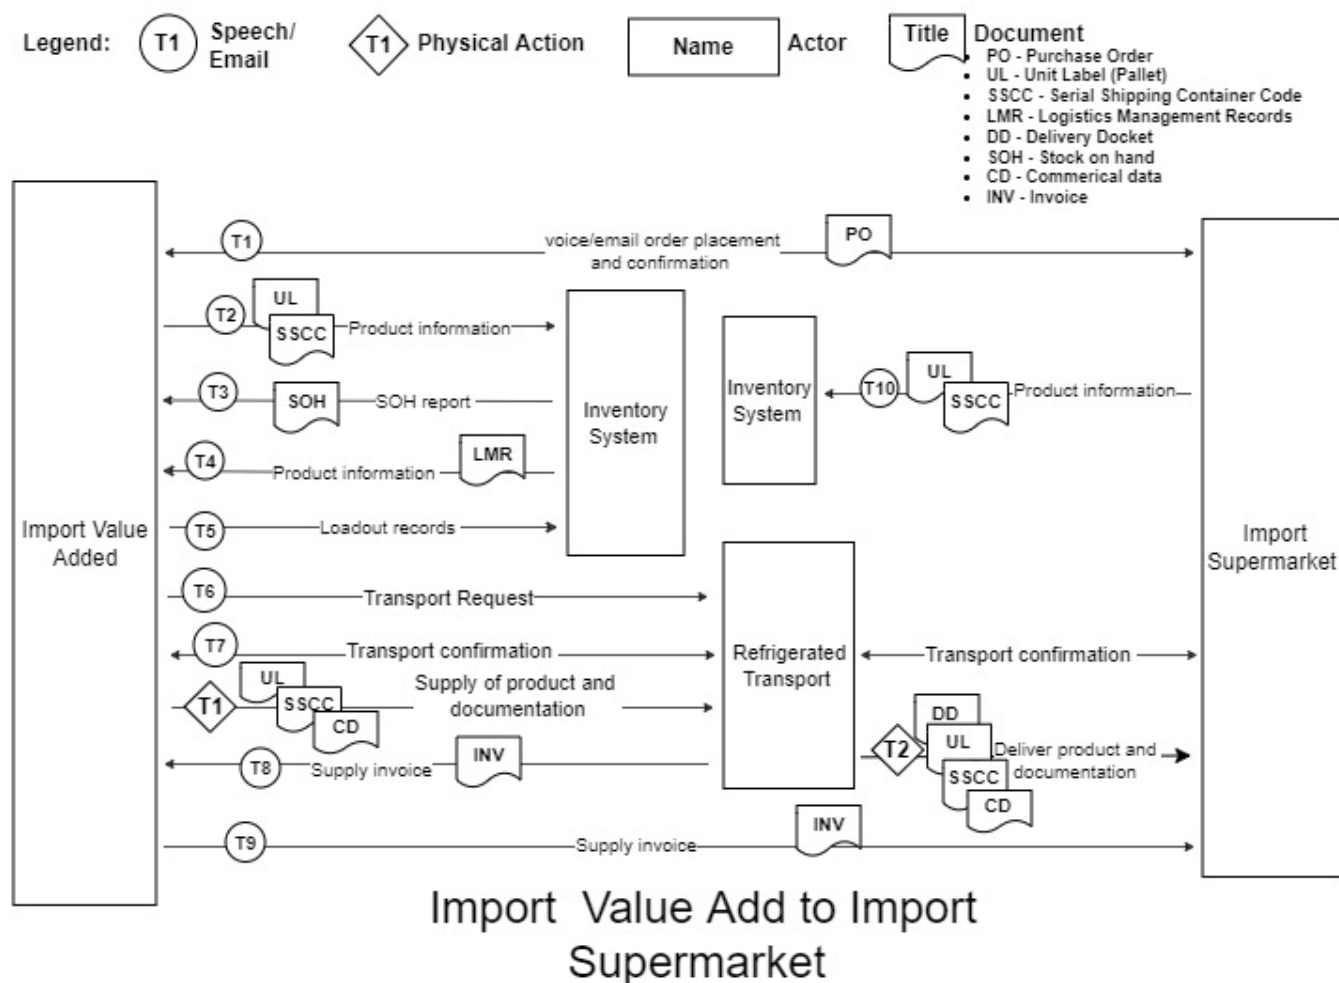 Legend:
T1
Speech/
Email
T1
Physical Action
Name
Actor
Title
Document
PO - Purchase Order
UL - Unit Label (Pallet)
SSCC - Serial Shipping Container Code
LMR - Logistics Management Records
DD - Delivery Docket
SOH - Stock on hand
CD - Commerical data
INV - Invoice
T1
voice/email order placement
and confirmation
PO
T2
UL
SSCC
Product information
T3
SOH
SOH report
T4
Product information
LMR
T5
Loadout records
Inventory
System
Inventory
System
T10
UL
SSCC
Product information
Import Value
Added
Import
Supermarket
T6
Transport Request
T7
Transport confirmation
Refrigerated
Transport
Transport confirmation
T1
UL
SSCC
CD
Supply of product and
documentation
T2
DD
UL
SSCC
CD
Deliver product and
documentation
T8
Supply invoice
INV
T9
Supply invoice
INV
Import Value Add to Import
Supermarket